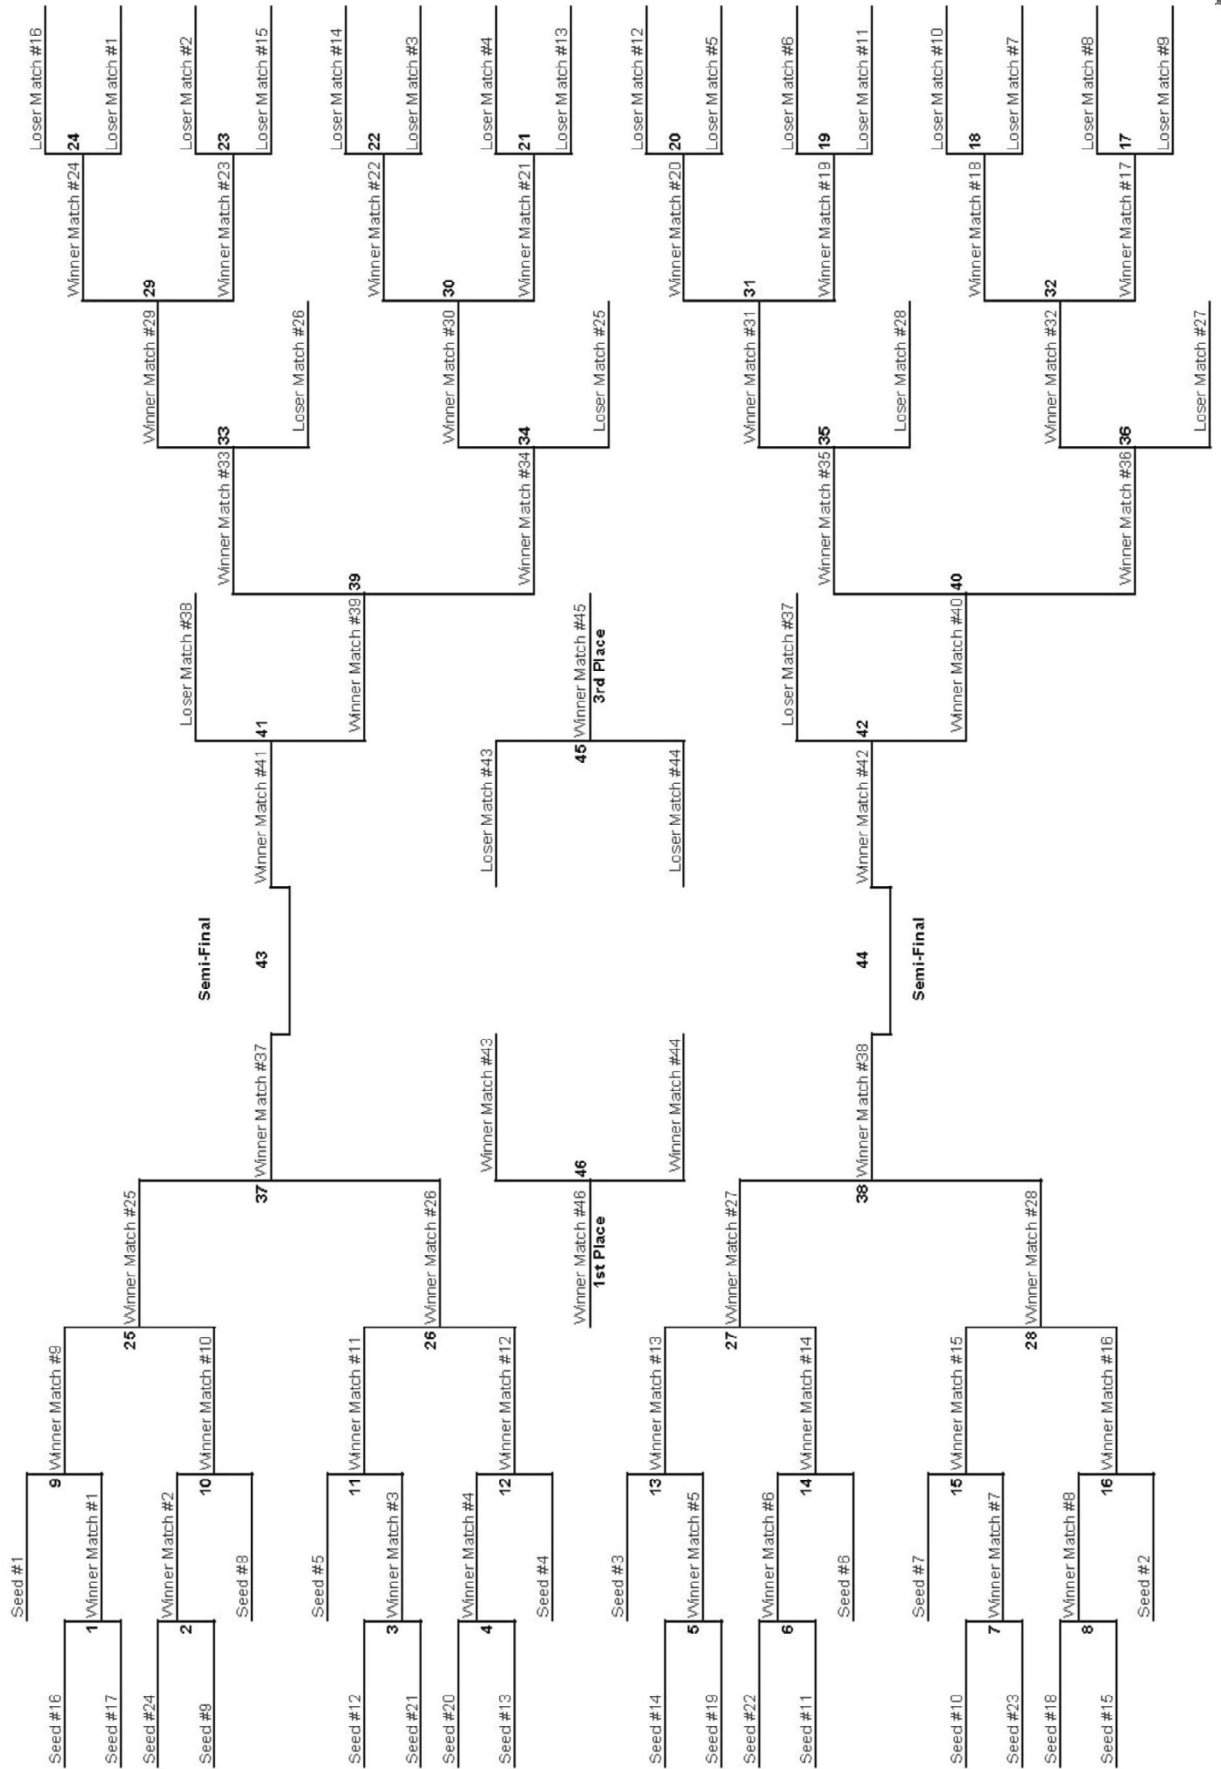 Seed #16
Seed #17
Seed #24
Seed #9
Seed #12
Seed #21
Seed #20
Seed #13
Seed #14
Seed #19
Seed #22
Seed #11
Seed #10
Seed #23
Seed #18
Seed #15
1
2
3
4
5
6
7
8
Seed #1
Winner Match #1
Winner Match #2
Seed #8
Seed #5
Winner Match #3
Winner Match #4
Seed #4
Seed #3
Winner Match #5
Winner Match #6
Seed #6
Seed #7
Winner Match #7
Winner Match #8
Seed #2
9
10
11
12
13
14
15
16
Winner Match #9
Winner Match #10
Winner Match #11
Winner Match #12
Winner Match #13
Winner Match #14
Winner Match #15
Winner Match #16
25
26
27
28
Winner Match #25
Winner Match #26
Winner Match #46
1st Place
Winner Match #27
Winner Match #28
37
46
38
Winner Match #37
Winner Match #43
Winner Match #44
Winner Match #38
Semi-Final
43
44
Semi-Final
Winner Match #41
Loser Match #43
Loser Match #44
Winner Match #42
41
45
42
Loser Match #38
Winner Match #39
Winner Match #45
3rd Place
Loser Match #37
Winner Match #40
39
40
Winner Match #33
Winner Match #34
Winner Match #35
Winner Match #36
33
34
35
36
Winner Match #29
Loser Match #26
Winner Match #30
Loser Match #25
Winner Match #31
Loser Match #28
Winner Match #32
Loser Match #27
29
30
31
32
Winner Match #24
Winner Match #23
Winner Match #22
Winner Match #21
Winner Match #20
Winner Match #19
Winner Match #18
Winner Match #17
24
23
22
21
20
19
18
17
Loser Match #16
Loser Match #1
Loser Match #2
Loser Match #15
Loser Match #14
Loser Match #3
Loser Match #4
Loser Match #13
Loser Match #12
Loser Match #5
Loser Match #6
Loser Match #11
Loser Match #10
Loser Match #7
Loser Match #8
Loser Match #9